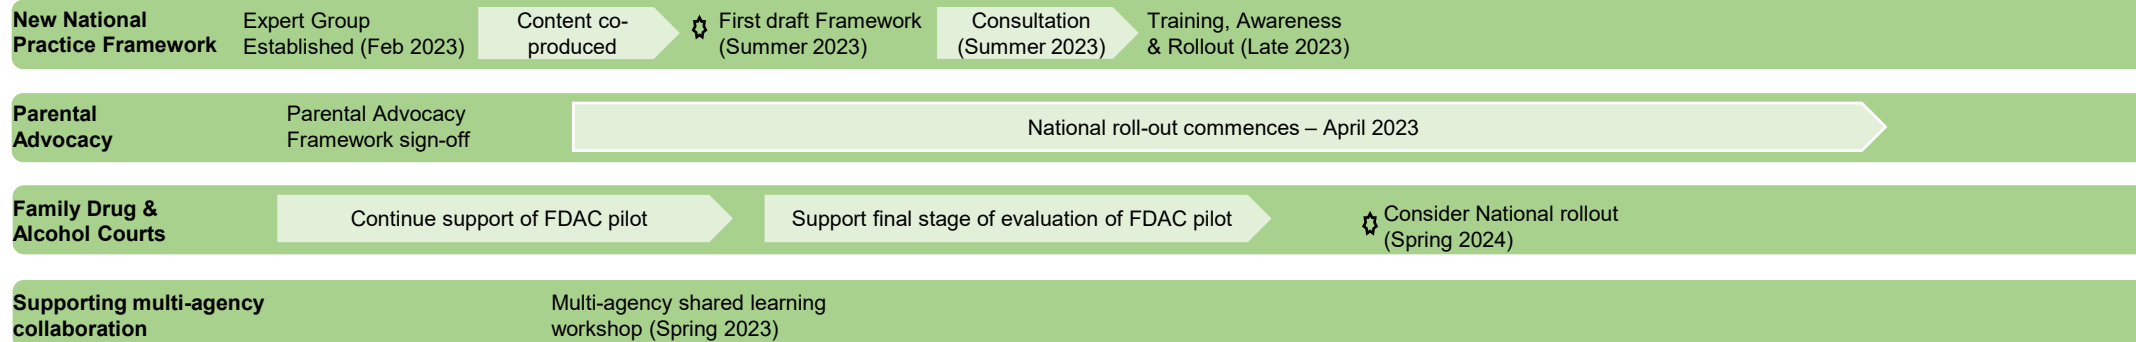 New National
Practice Framework
Expert Group
Established (Feb 2023)
Content co-
produced
First draft Framework
(Summer 2023)
Consultation
(Summer 2023)
Training, Awareness
& Rollout (Late 2023)
Parental
Advocacy
Parental Advocacy
Framework sign-off
National roll-out commences – April 2023
Family Drug &
Alcohol Courts
Continue support of FDAC pilot
Support final stage of evaluation of FDAC pilot
Consider National rollout
(Spring 2024)
Supporting multi-agency
collaboration
Multi-agency shared learning
workshop (Spring 2023)